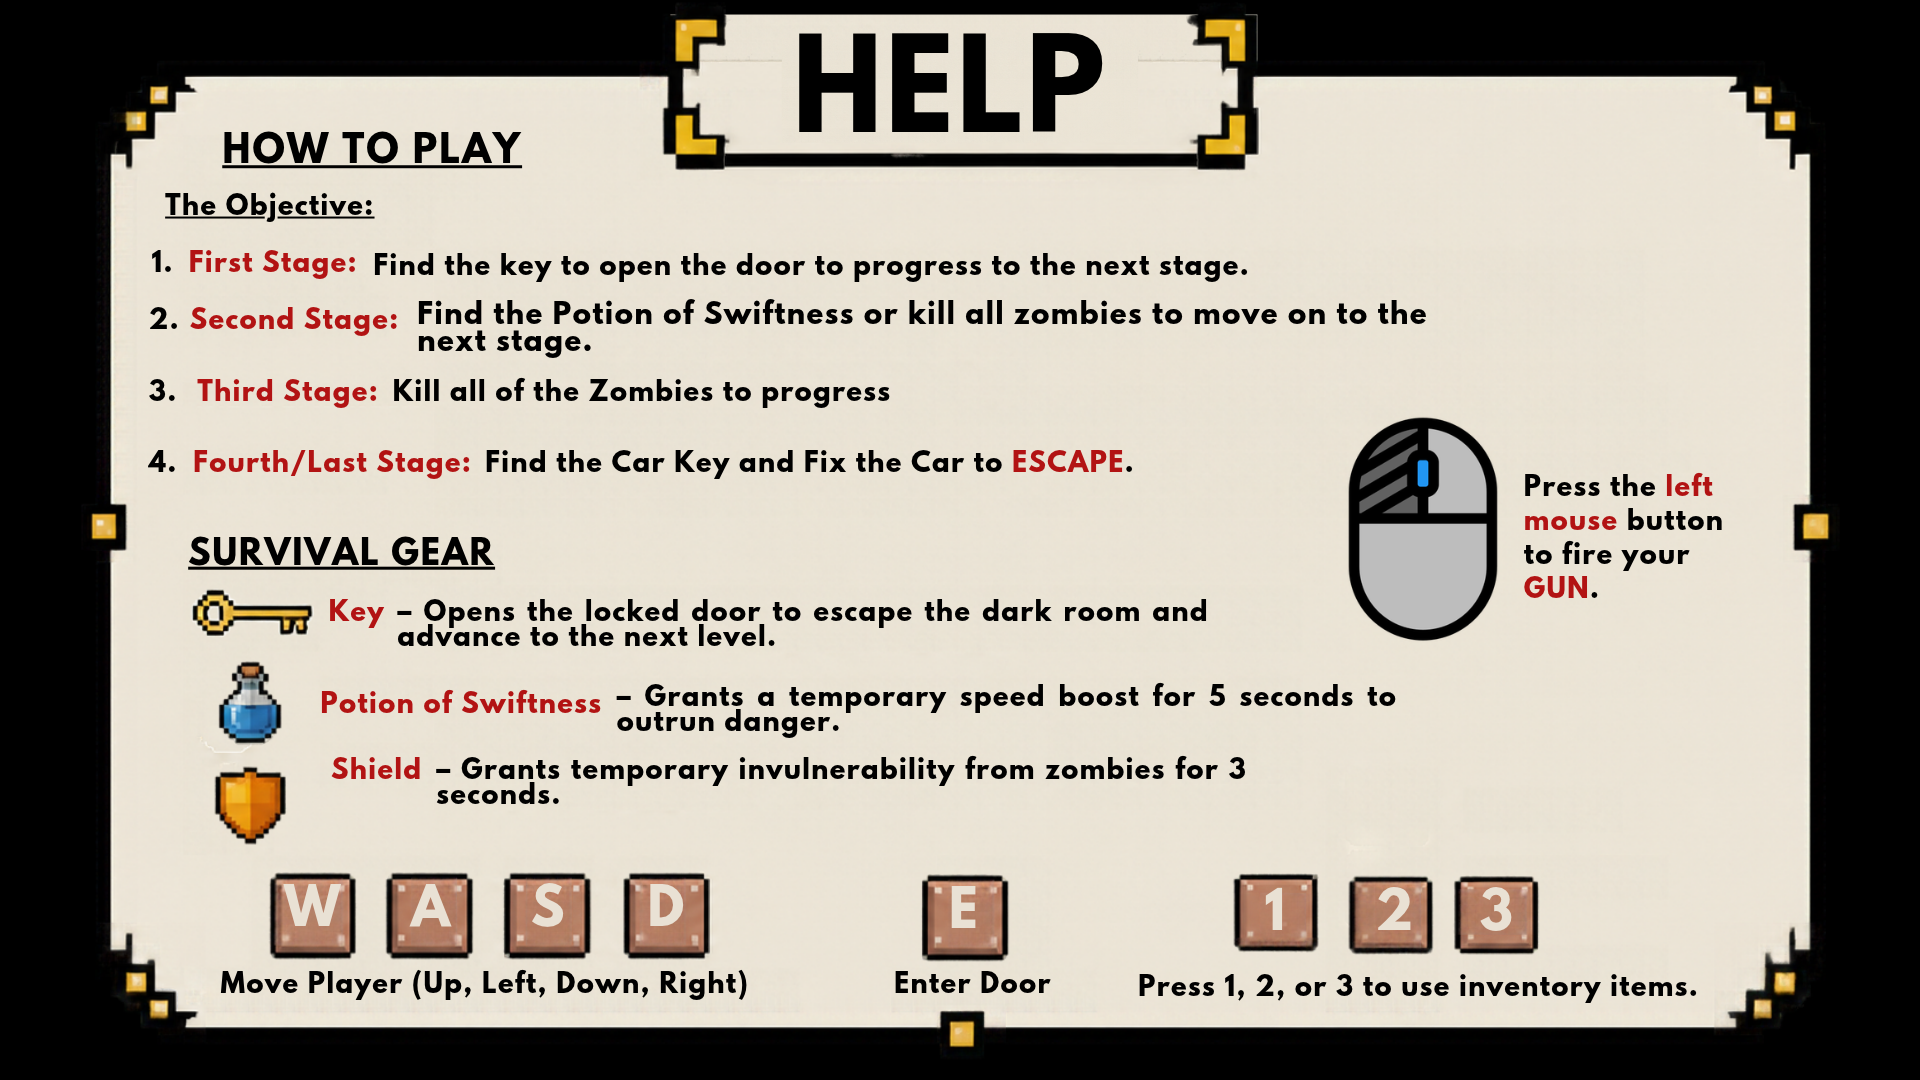 HELP
HOW TO PLAY
The Objective:
1. First Stage: Find the key to open the door to progress to the next stage.
2. Second Stage: Find the Potion of Swiftness or kill all zombies to move on to the
next stage.
3. Third Stage: Kill all of the Zombies to progress
4. Fourth/Last Stage: Find the Car Key and Fix the Car to ESCAPE.
Press the left
mouse button
to fire your
GUN.
SURVIVAL GEAR
Key – Opens the locked door to escape the dark room and
advance to the next level.
Potion of Swiftness – Grants a temporary speed boost for 5 seconds to
outrun danger.
Shield – Grants temporary invulnerability from zombies for 3
seconds.
W A S D
Move Player (Up, Left, Down, Right)
E
Enter Door
1 2 3
Press 1, 2, or 3 to use inventory items.